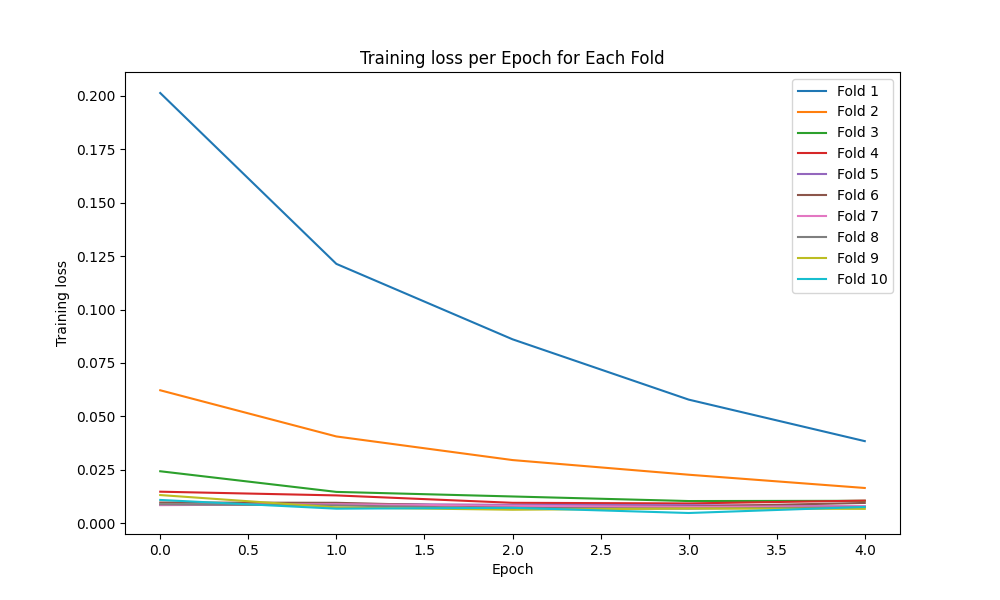 Training loss per Epoch for Each Fold
Fold 1
Fold 2
Fold 3
Fold 4
Fold 5
Fold 6
Fold 7
Fold 8
Fold 9
Fold 10
0.200
0.175
0.150
0.125
0.100
0.075
0.050
0.025
0.000
Training loss
0.0 0.5 1.0 1.5 2.0 2.5 3.0 3.5 4.0
Epoch